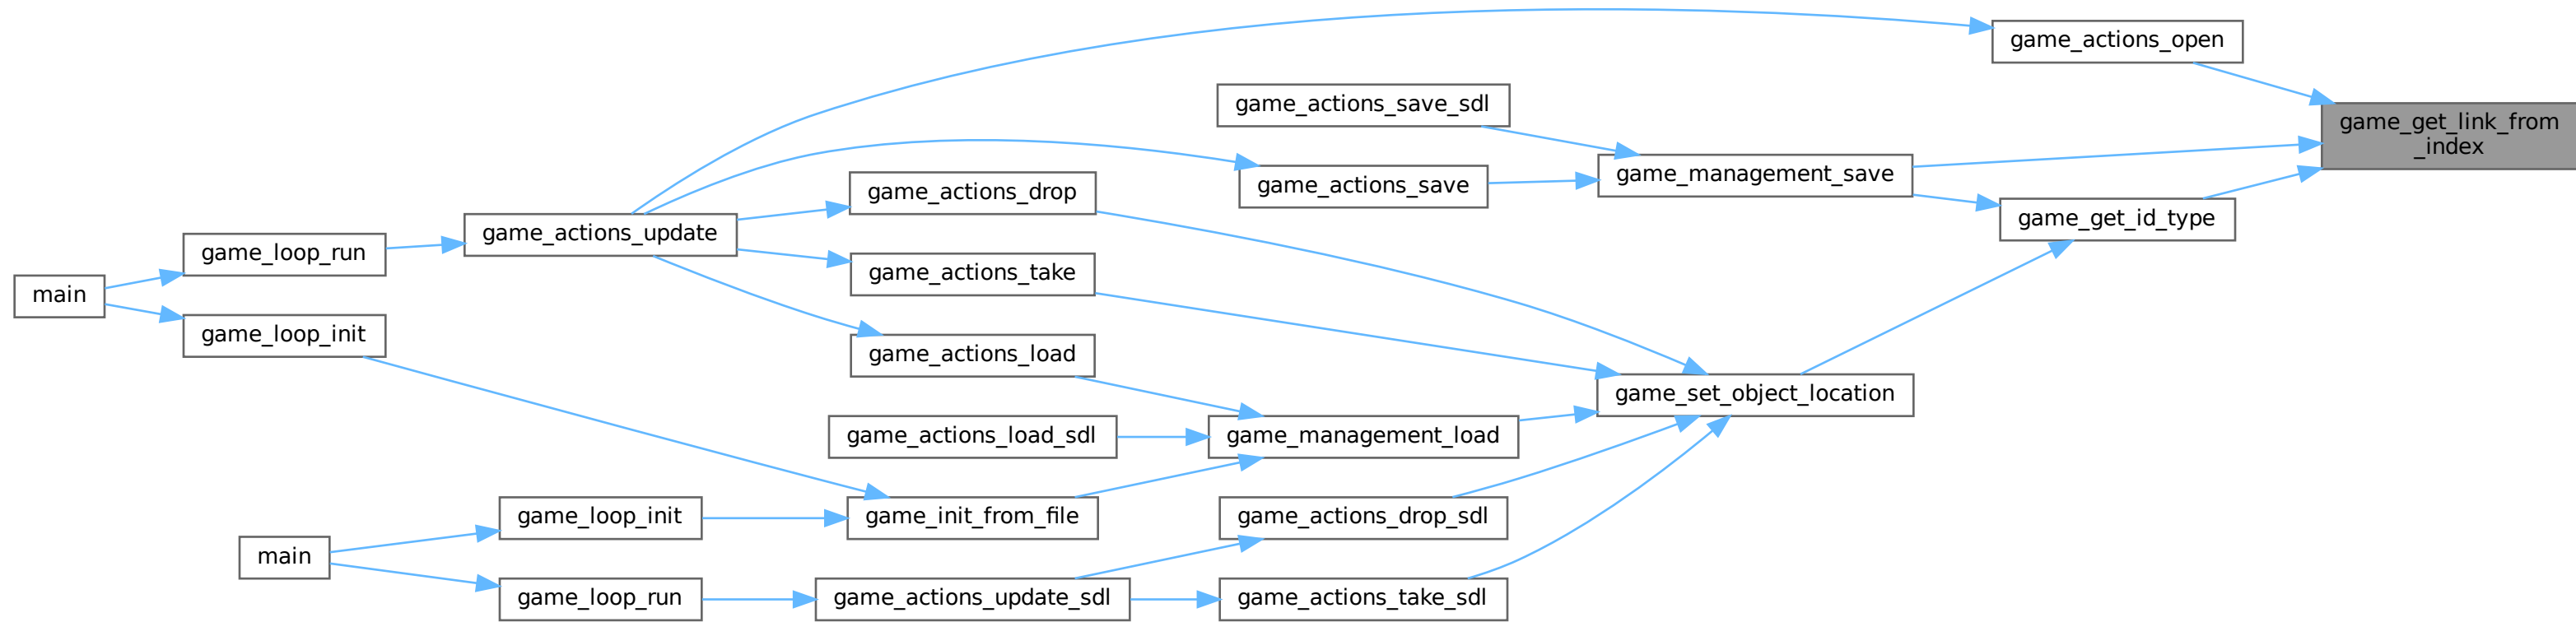 game_actions_open
game_actions_save_sdl
game_get_link_from
_index
game_management_save
game_actions_save
game_actions_drop
game_get_id_type
game_actions_update
game_loop_run
game_actions_take
main
game_loop_init
game_actions_load
game_set_object_location
game_actions_load_sdl
game_management_load
game_loop_init
game_init_from_file
game_actions_drop_sdl
main
game_loop_run
game_actions_update_sdl
game_actions_take_sdl